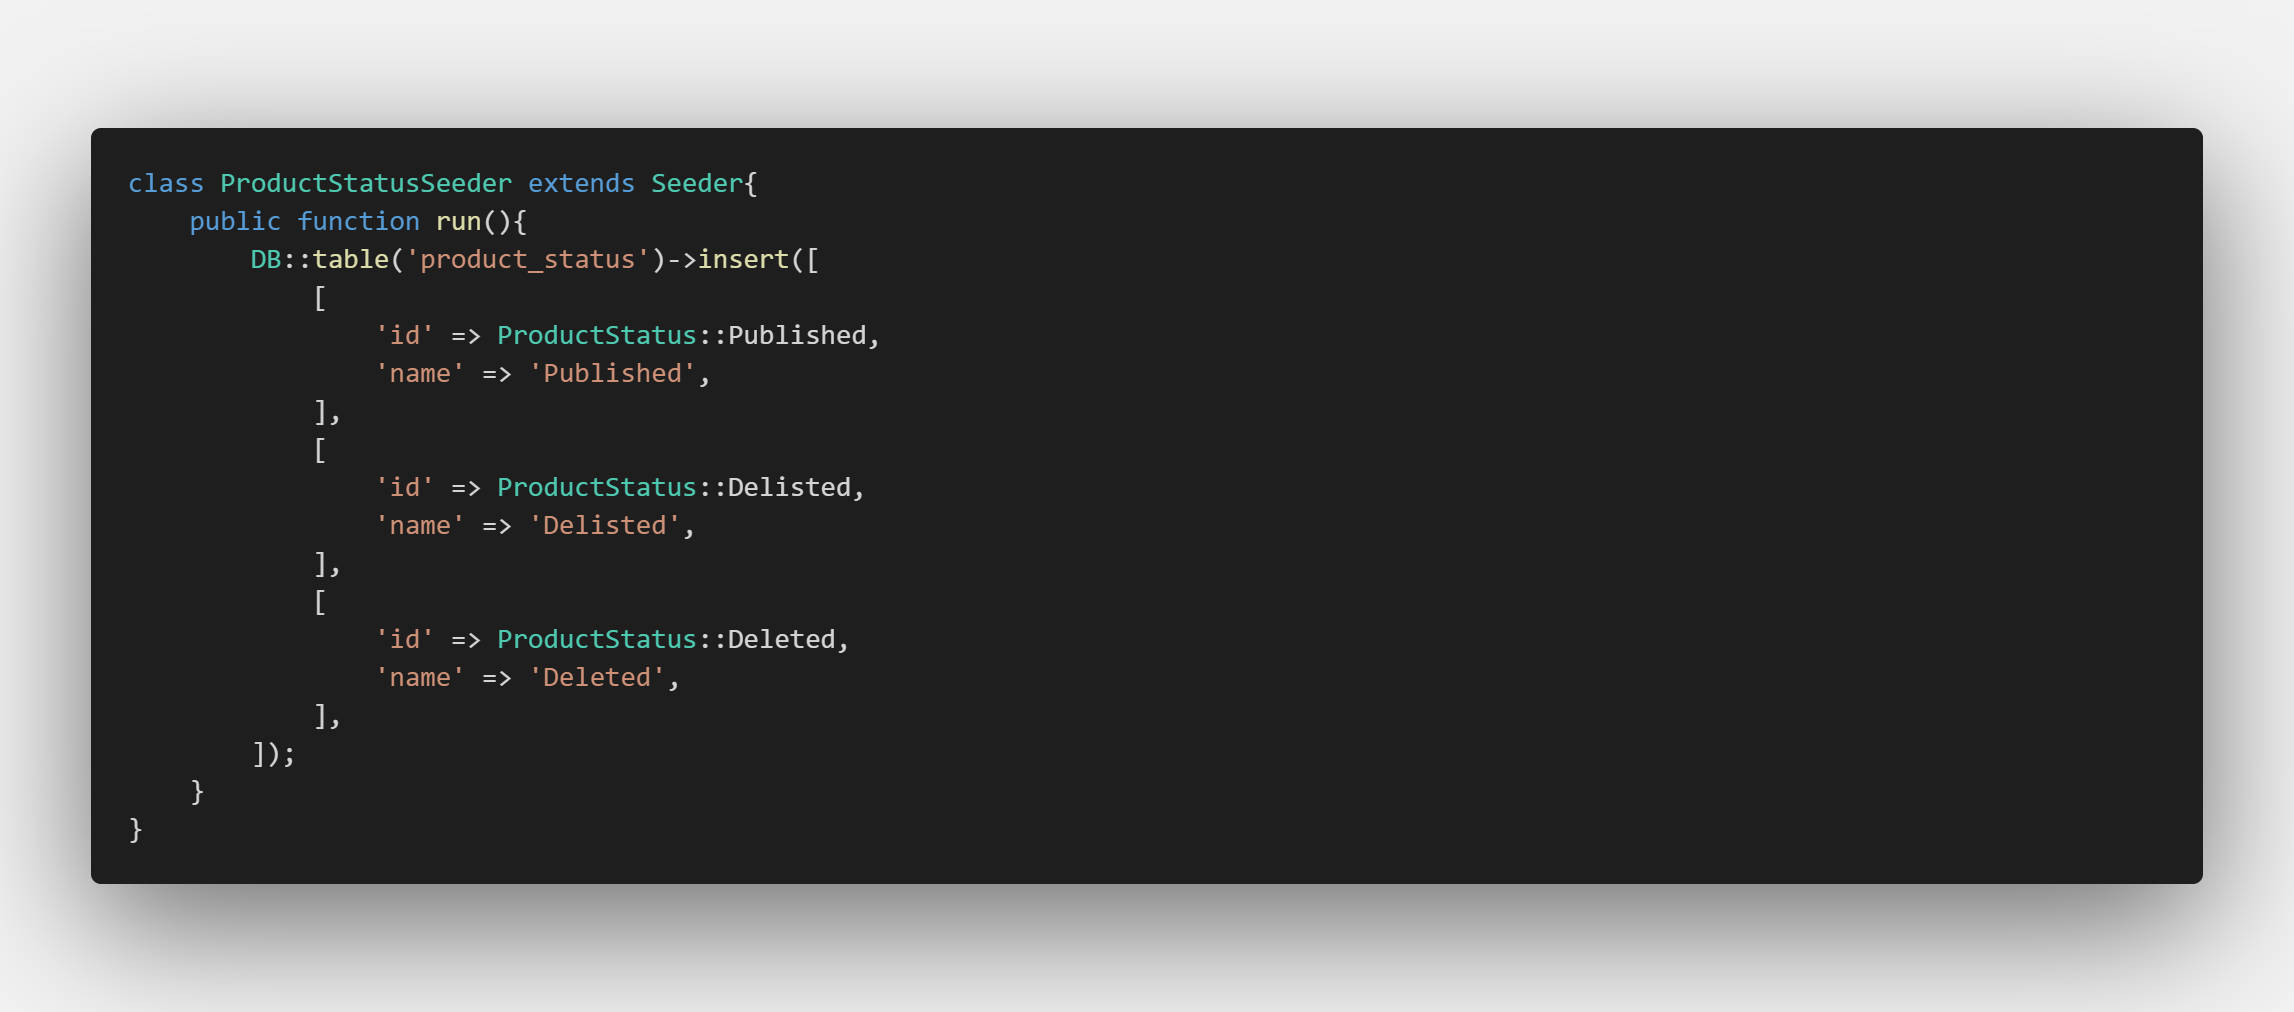 class ProductStatusSeeder extends Seeder{
    public function run(){
        DB::table('product_status')->insert([
            [
                'id' => ProductStatus::Published,
                'name' => 'Published',
            ],
            [
                'id' => ProductStatus::Delisted,
                'name' => 'Delisted',
            ],
            [
                'id' => ProductStatus::Deleted,
                'name' => 'Deleted',
            ],
        ]);
    }
}